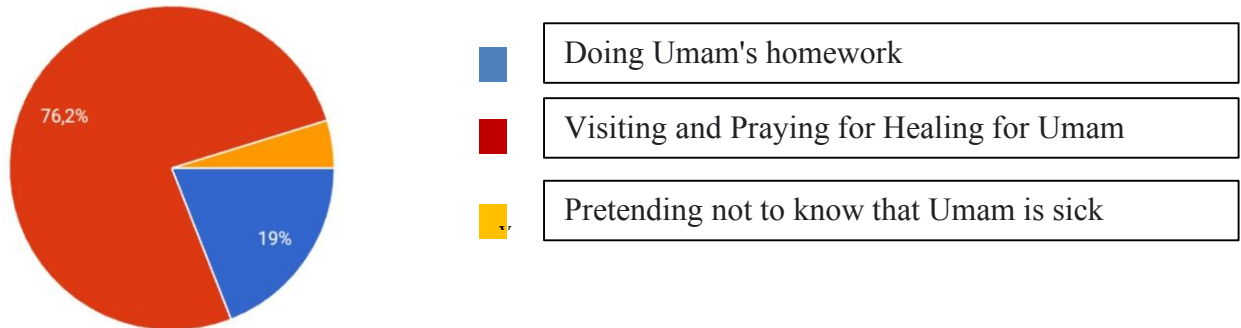 76,2%
19%
Doing Umam's homework
Visiting and Praying for Healing for Umam
Pretending not to know that Umam is sick